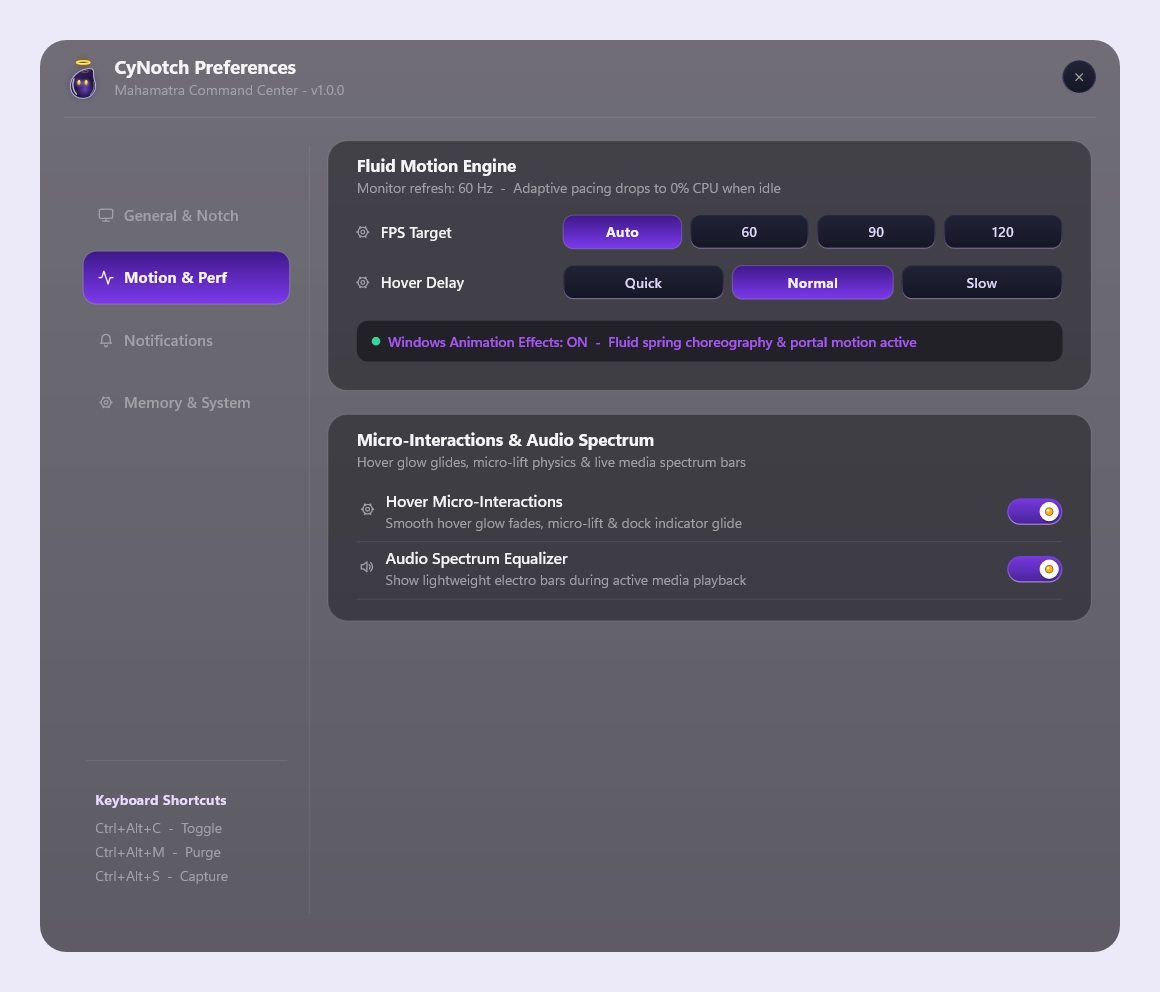 CyNotch Preferences
Mahamatra Command Center - v1.0.0
General & Notch
Motion & Perf
Notifications
Memory & System
Keyboard Shortcuts
Ctrl+Alt+C - Toggle
Ctrl+Alt+M - Purge
Ctrl+Alt+S - Capture
Fluid Motion Engine
Monitor refresh: 60 Hz - Adaptive pacing drops to 0% CPU when idle
FPS Target Auto 60 90 120
Hover Delay Quick Normal Slow
Windows Animation Effects: ON - Fluid spring choreography & portal motion active
Micro-Interactions & Audio Spectrum
Hover glow glides, micro-lift physics & live media spectrum bars
Hover Micro-Interactions
Smooth hover glow fades, micro-lift & dock indicator glide
Audio Spectrum Equalizer
Show lightweight electro bars during active media playback